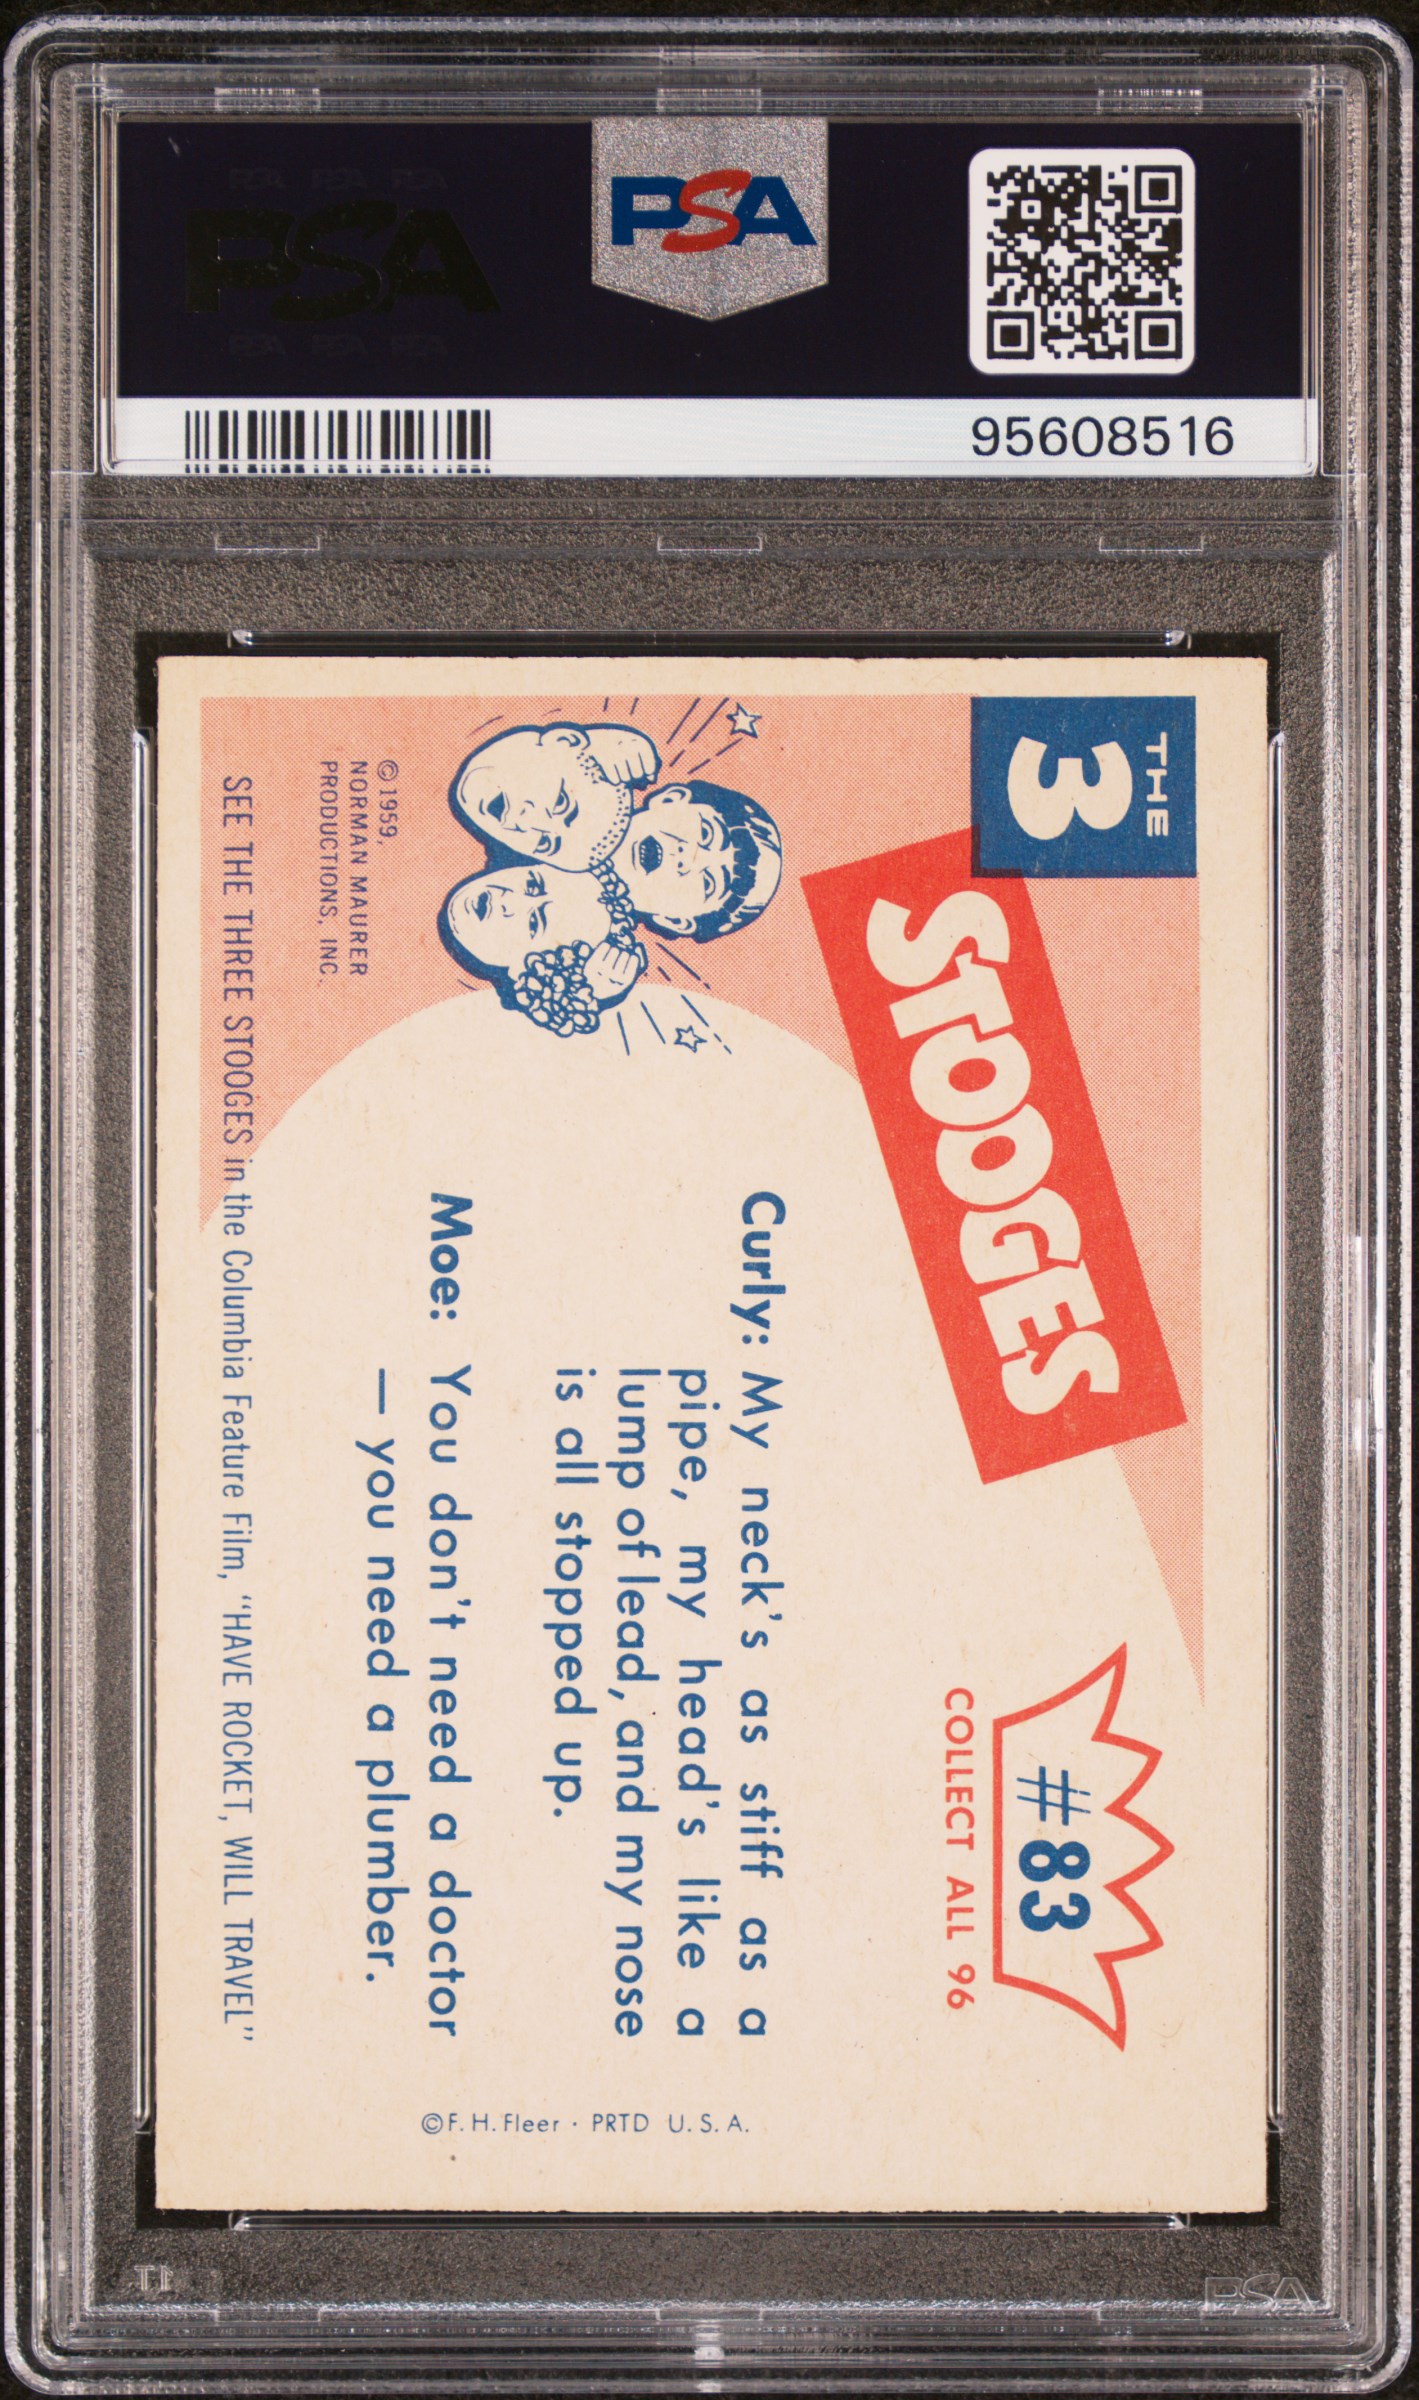 PSA
PSA
95608516
THE
3
STOOGES
#83
COLLECT ALL 96
Curly: My neck's as stiff as a
pipe, my head's like a
lump of lead, and my nose
is all stopped up.
Moe: You don't need a doctor
— you need a plumber.
©1959,
NORMAN MAURER
PRODUCTIONS, INC.
SEE THE THREE STOOGES in the Columbia Feature Film, "HAVE ROCKET, WILL TRAVEL"
©F. H. Fleer · PRTD U. S. A.
PSA